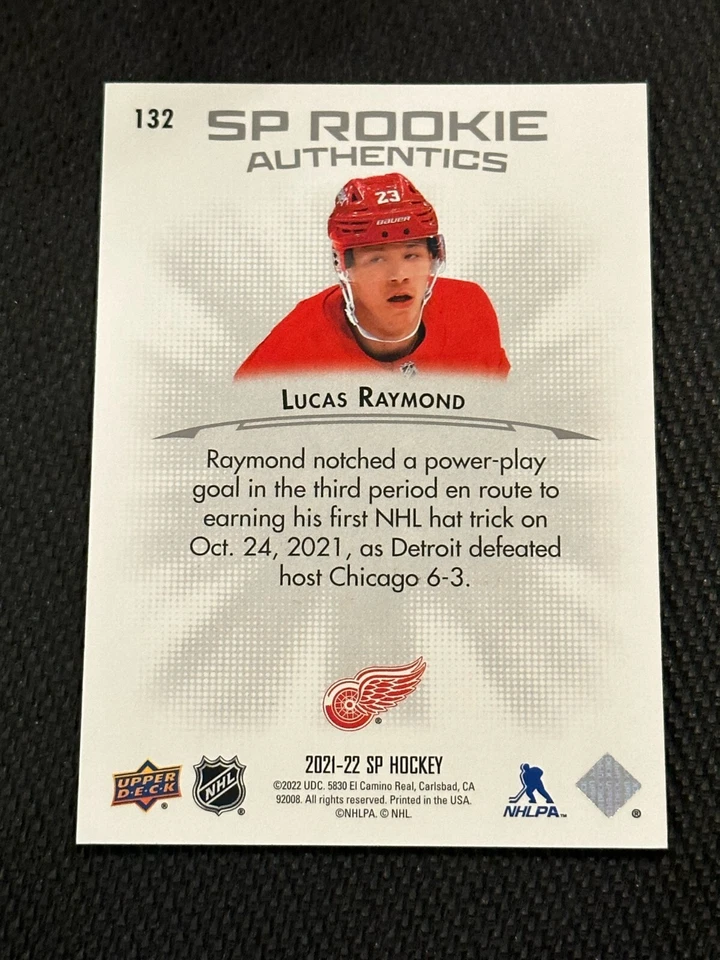 132
SP ROOKIE
AUTHENTICS
23
BAUER
LUCAS RAYMOND
Raymond notched a power-play
goal in the third period en route to
earning his first NHL hat trick on
Oct. 24, 2021, as Detroit defeated
host Chicago 6-3.
®
UPPER
D·E·C·K
®
NHL
®
2021-22 SP HOCKEY
©2022 UDC. 5830 El Camino Real, Carlsbad, CA
92008. All rights reserved. Printed in the USA.
©NHLPA. © NHL.
NHLPA™
®